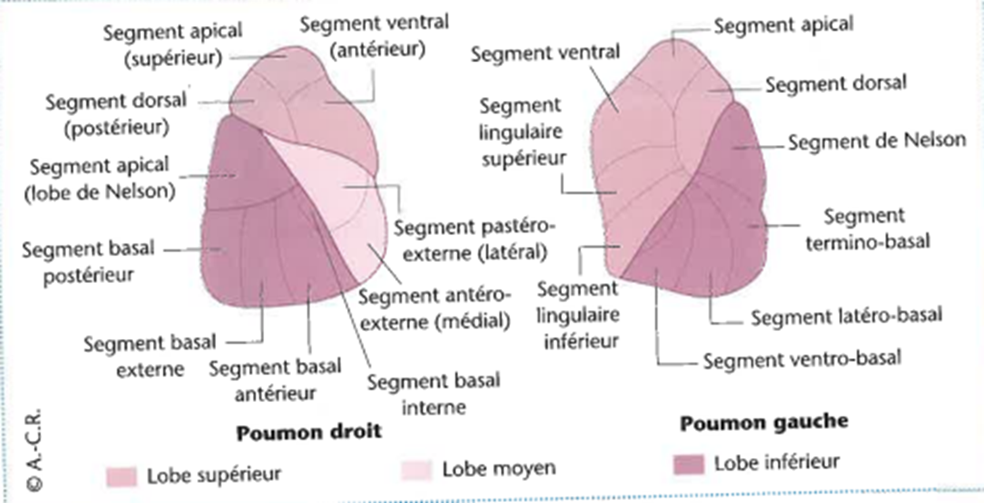 Segment apical
(supérieur)
Segment ventral
(antérieur)
Segment dorsal
(postérieur)
Segment apical
(lobe de Nelson)
Segment basal
postérieur
Segment basal
externe
Segment basal
antérieur
Segment basal
interne
Segment pastéro-
externe (latéral)
Segment antéro-
externe (médial)
Poumon droit
Segment apical
Segment ventral
Segment dorsal
Segment
lingulaire
supérieur
Segment de Nelson
Segment
termino-basal
Segment
lingulaire
inférieur
Segment latéro-basal
Segment ventro-basal
Poumon gauche
Lobe supérieur
Lobe moyen
Lobe inférieur
© A.-C.R.